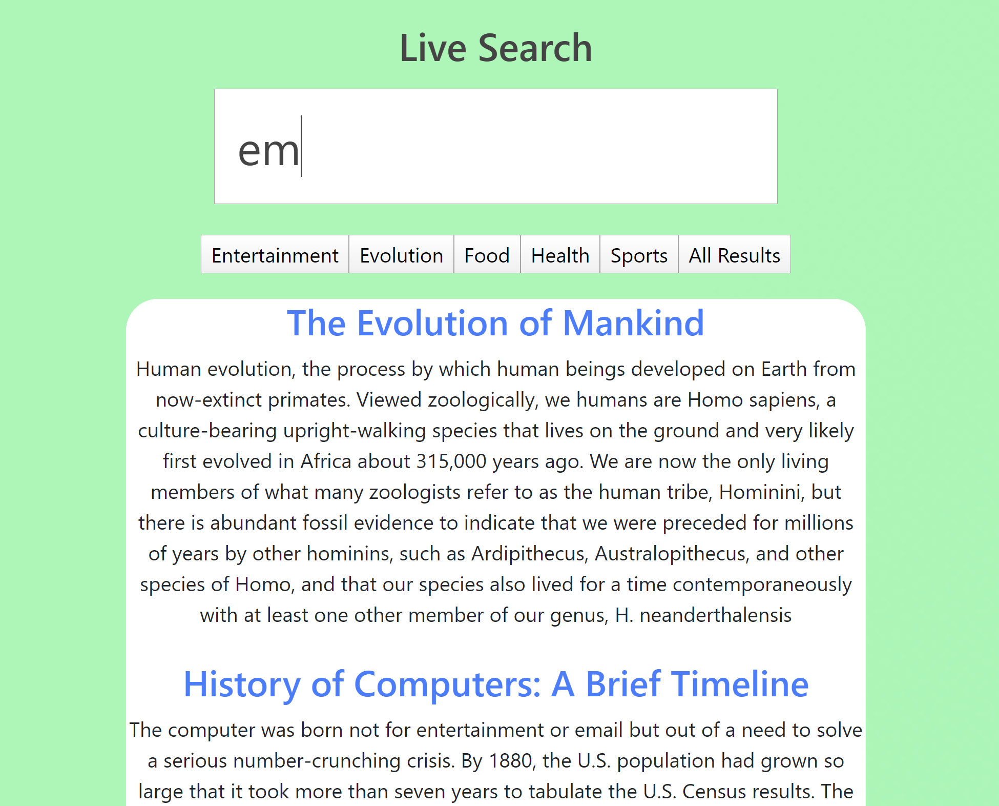 Live Search
em
Entertainment Evolution Food Health Sports All Results
The Evolution of Mankind
Human evolution, the process by which human beings developed on Earth from
now-extinct primates. Viewed zoologically, we humans are Homo sapiens, a
culture-bearing upright-walking species that lives on the ground and very likely
first evolved in Africa about 315,000 years ago. We are now the only living
members of what many zoologists refer to as the human tribe, Hominini, but
there is abundant fossil evidence to indicate that we were preceded for millions
of years by other hominins, such as Ardipithecus, Australopithecus, and other
species of Homo, and that our species also lived for a time contemporaneously
with at least one other member of our genus, H. neanderthalensis
History of Computers: A Brief Timeline
The computer was born not for entertainment or email but out of a need to solve
a serious number-crunching crisis. By 1880, the U.S. population had grown so
large that it took more than seven years to tabulate the U.S. Census results. The